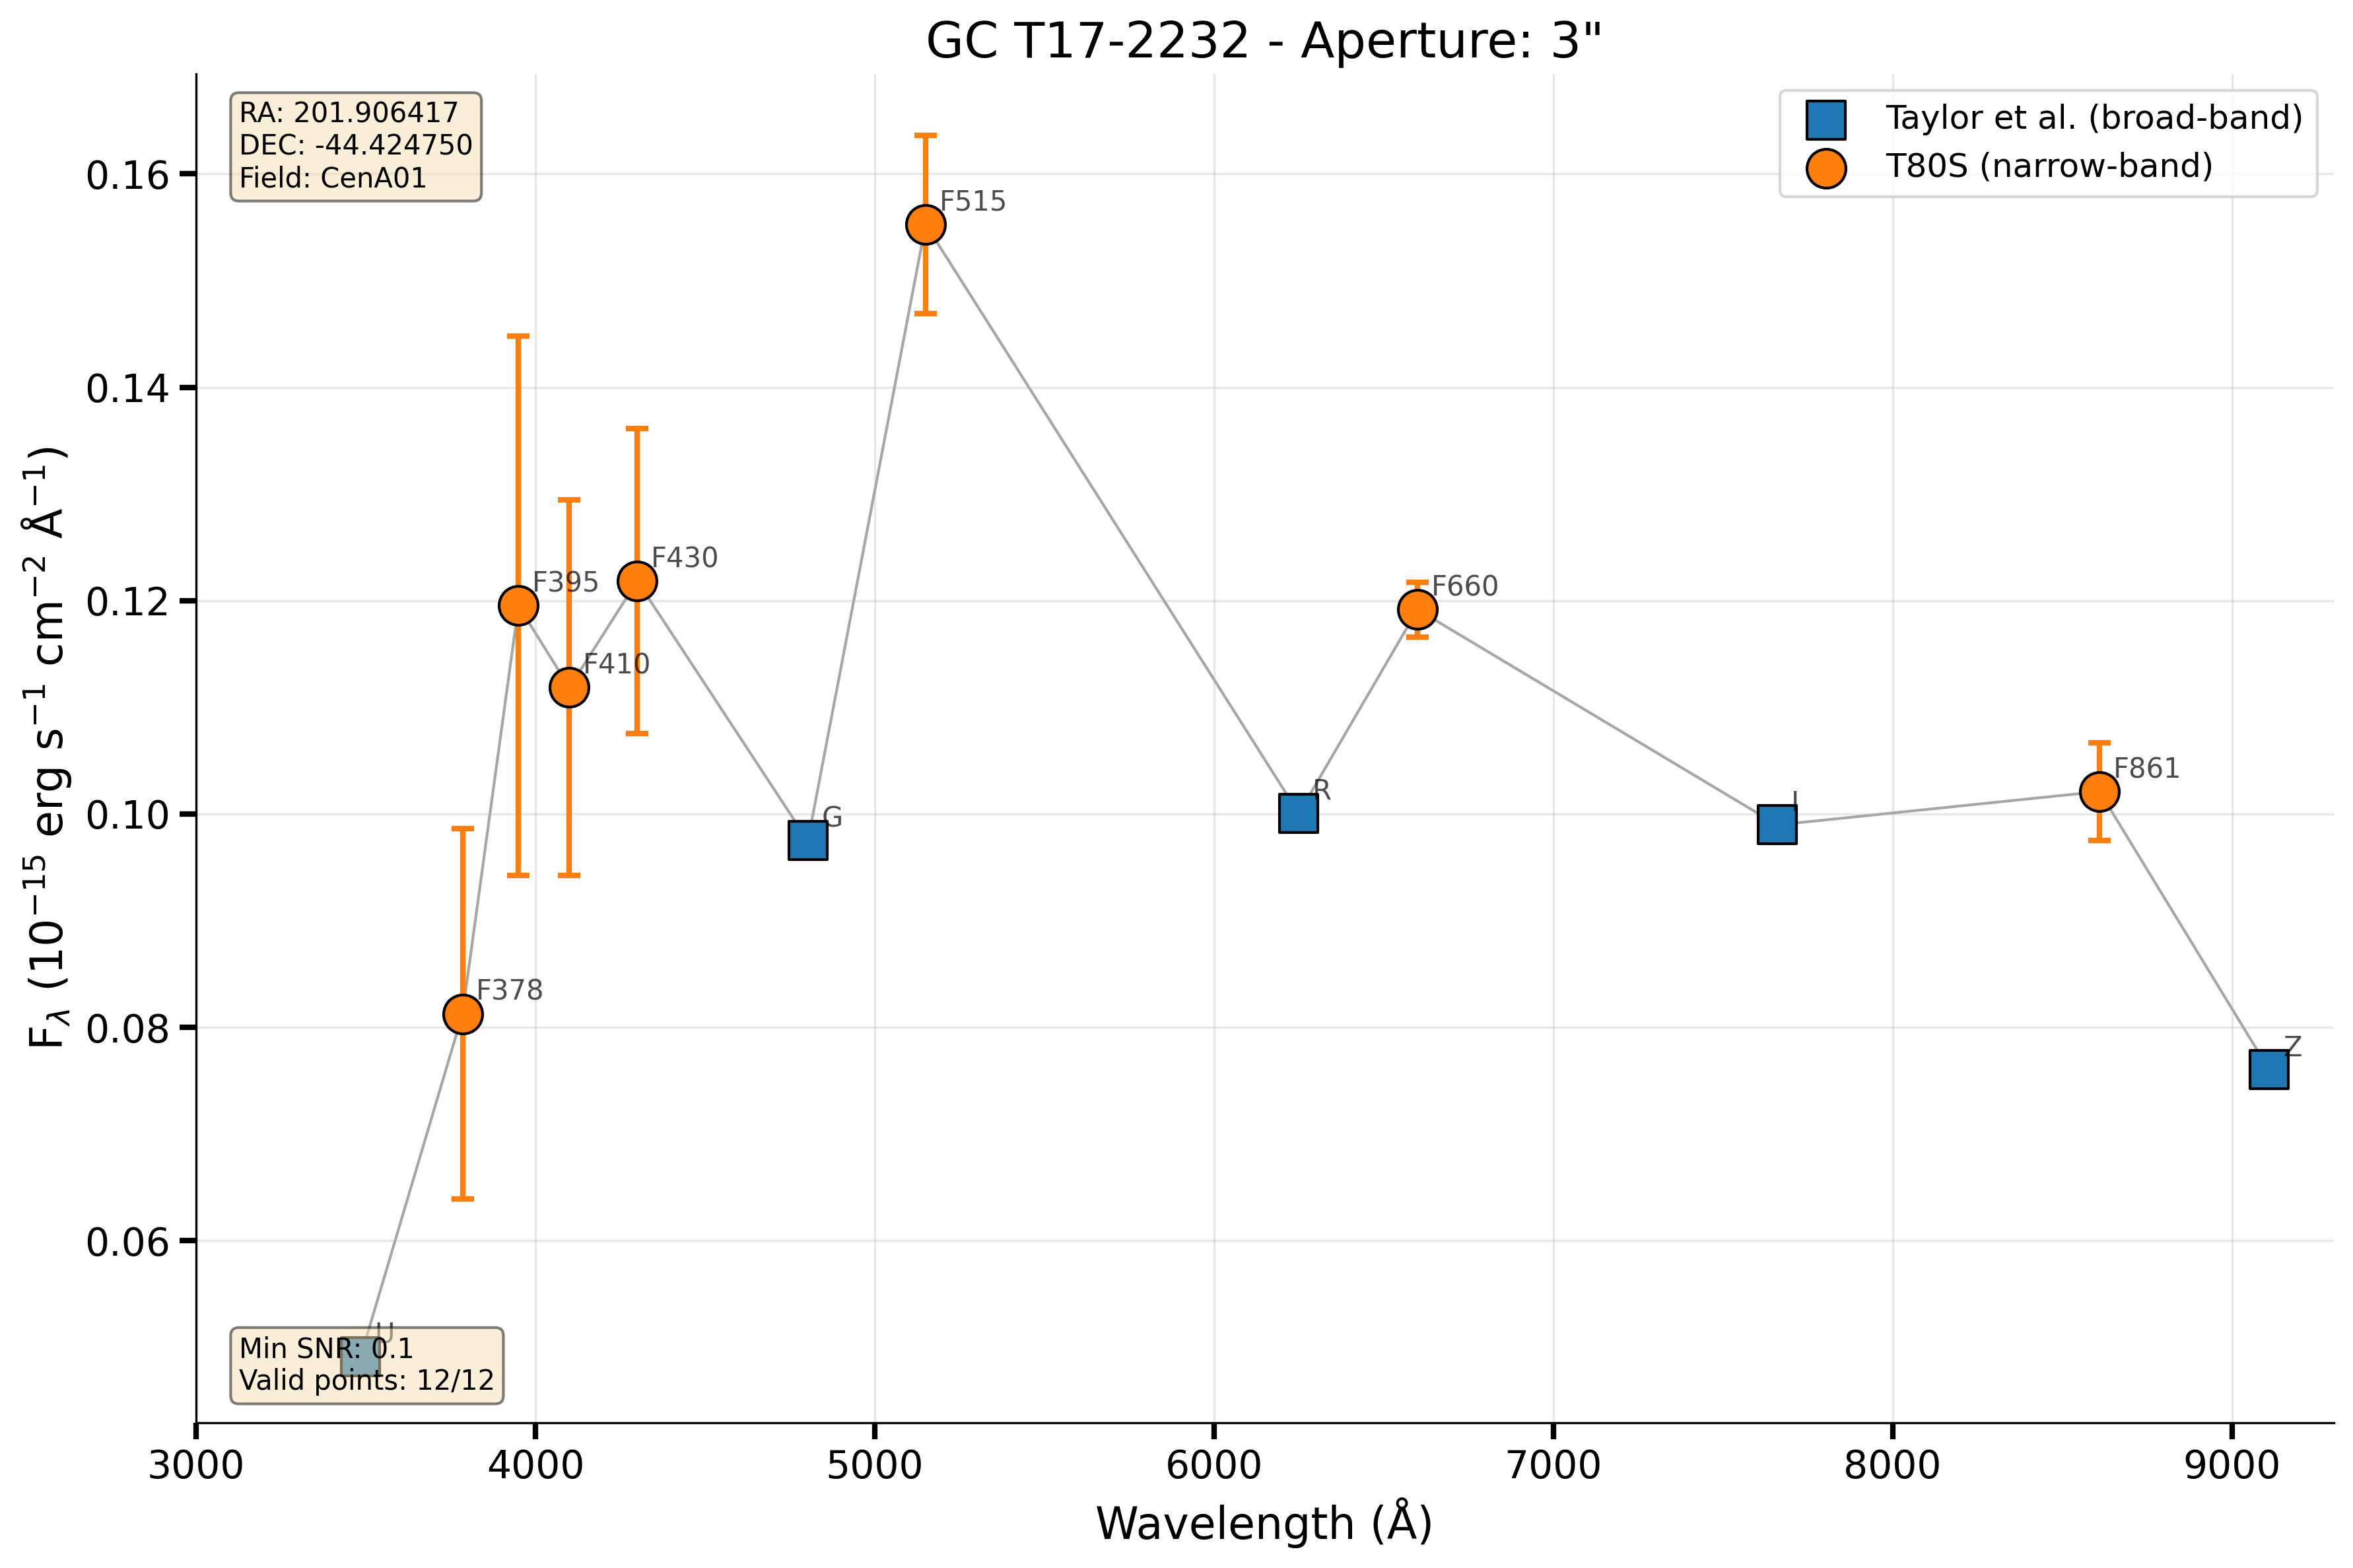 GC T17-2232 - Aperture: 3"
RA: 201.906417
DEC: -44.424750
Field: CenA01
Taylor et al. (broad-band)
T80S (narrow-band)
F515
F430
F395
F410
F660
F861
F378
G
R
I
Z
U
Min SNR: 0.1
Valid points: 12/12
0.16
0.14
0.12
0.10
0.08
0.06
F_λ (10⁻¹⁵ erg s⁻¹ cm⁻² Å⁻¹)
3000 4000 5000 6000 7000 8000 9000
Wavelength (Å)